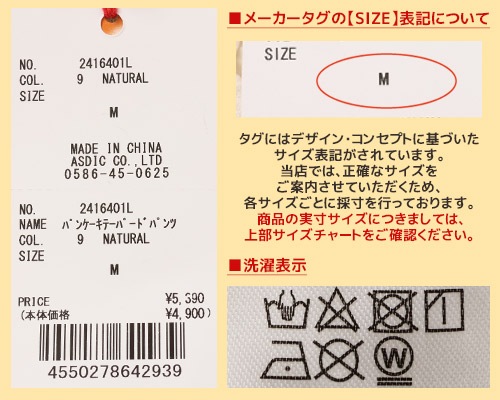 NO. 2416401L
COL. 9 NATURAL
SIZE
M
MADE IN CHINA
ASDIC CO.,LTD
0586-45-0625
NO. 2416401L
NAME パンケーキテーパードパンツ
COL. 9 NATURAL
SIZE
M
PRICE ¥5,390
(本体価格 ¥4,900)
4550278642939
■メーカータグの【SIZE】表記について
SIZE
M
タグにはデザイン・コンセプトに基づいた
サイズ表記がされています。
当店では、正確なサイズを
ご案内させていただくため、
各サイズごとに採寸を行っております。
商品の実寸サイズにつきましては、
上部サイズチャートをご確認ください。
■洗濯表示
W